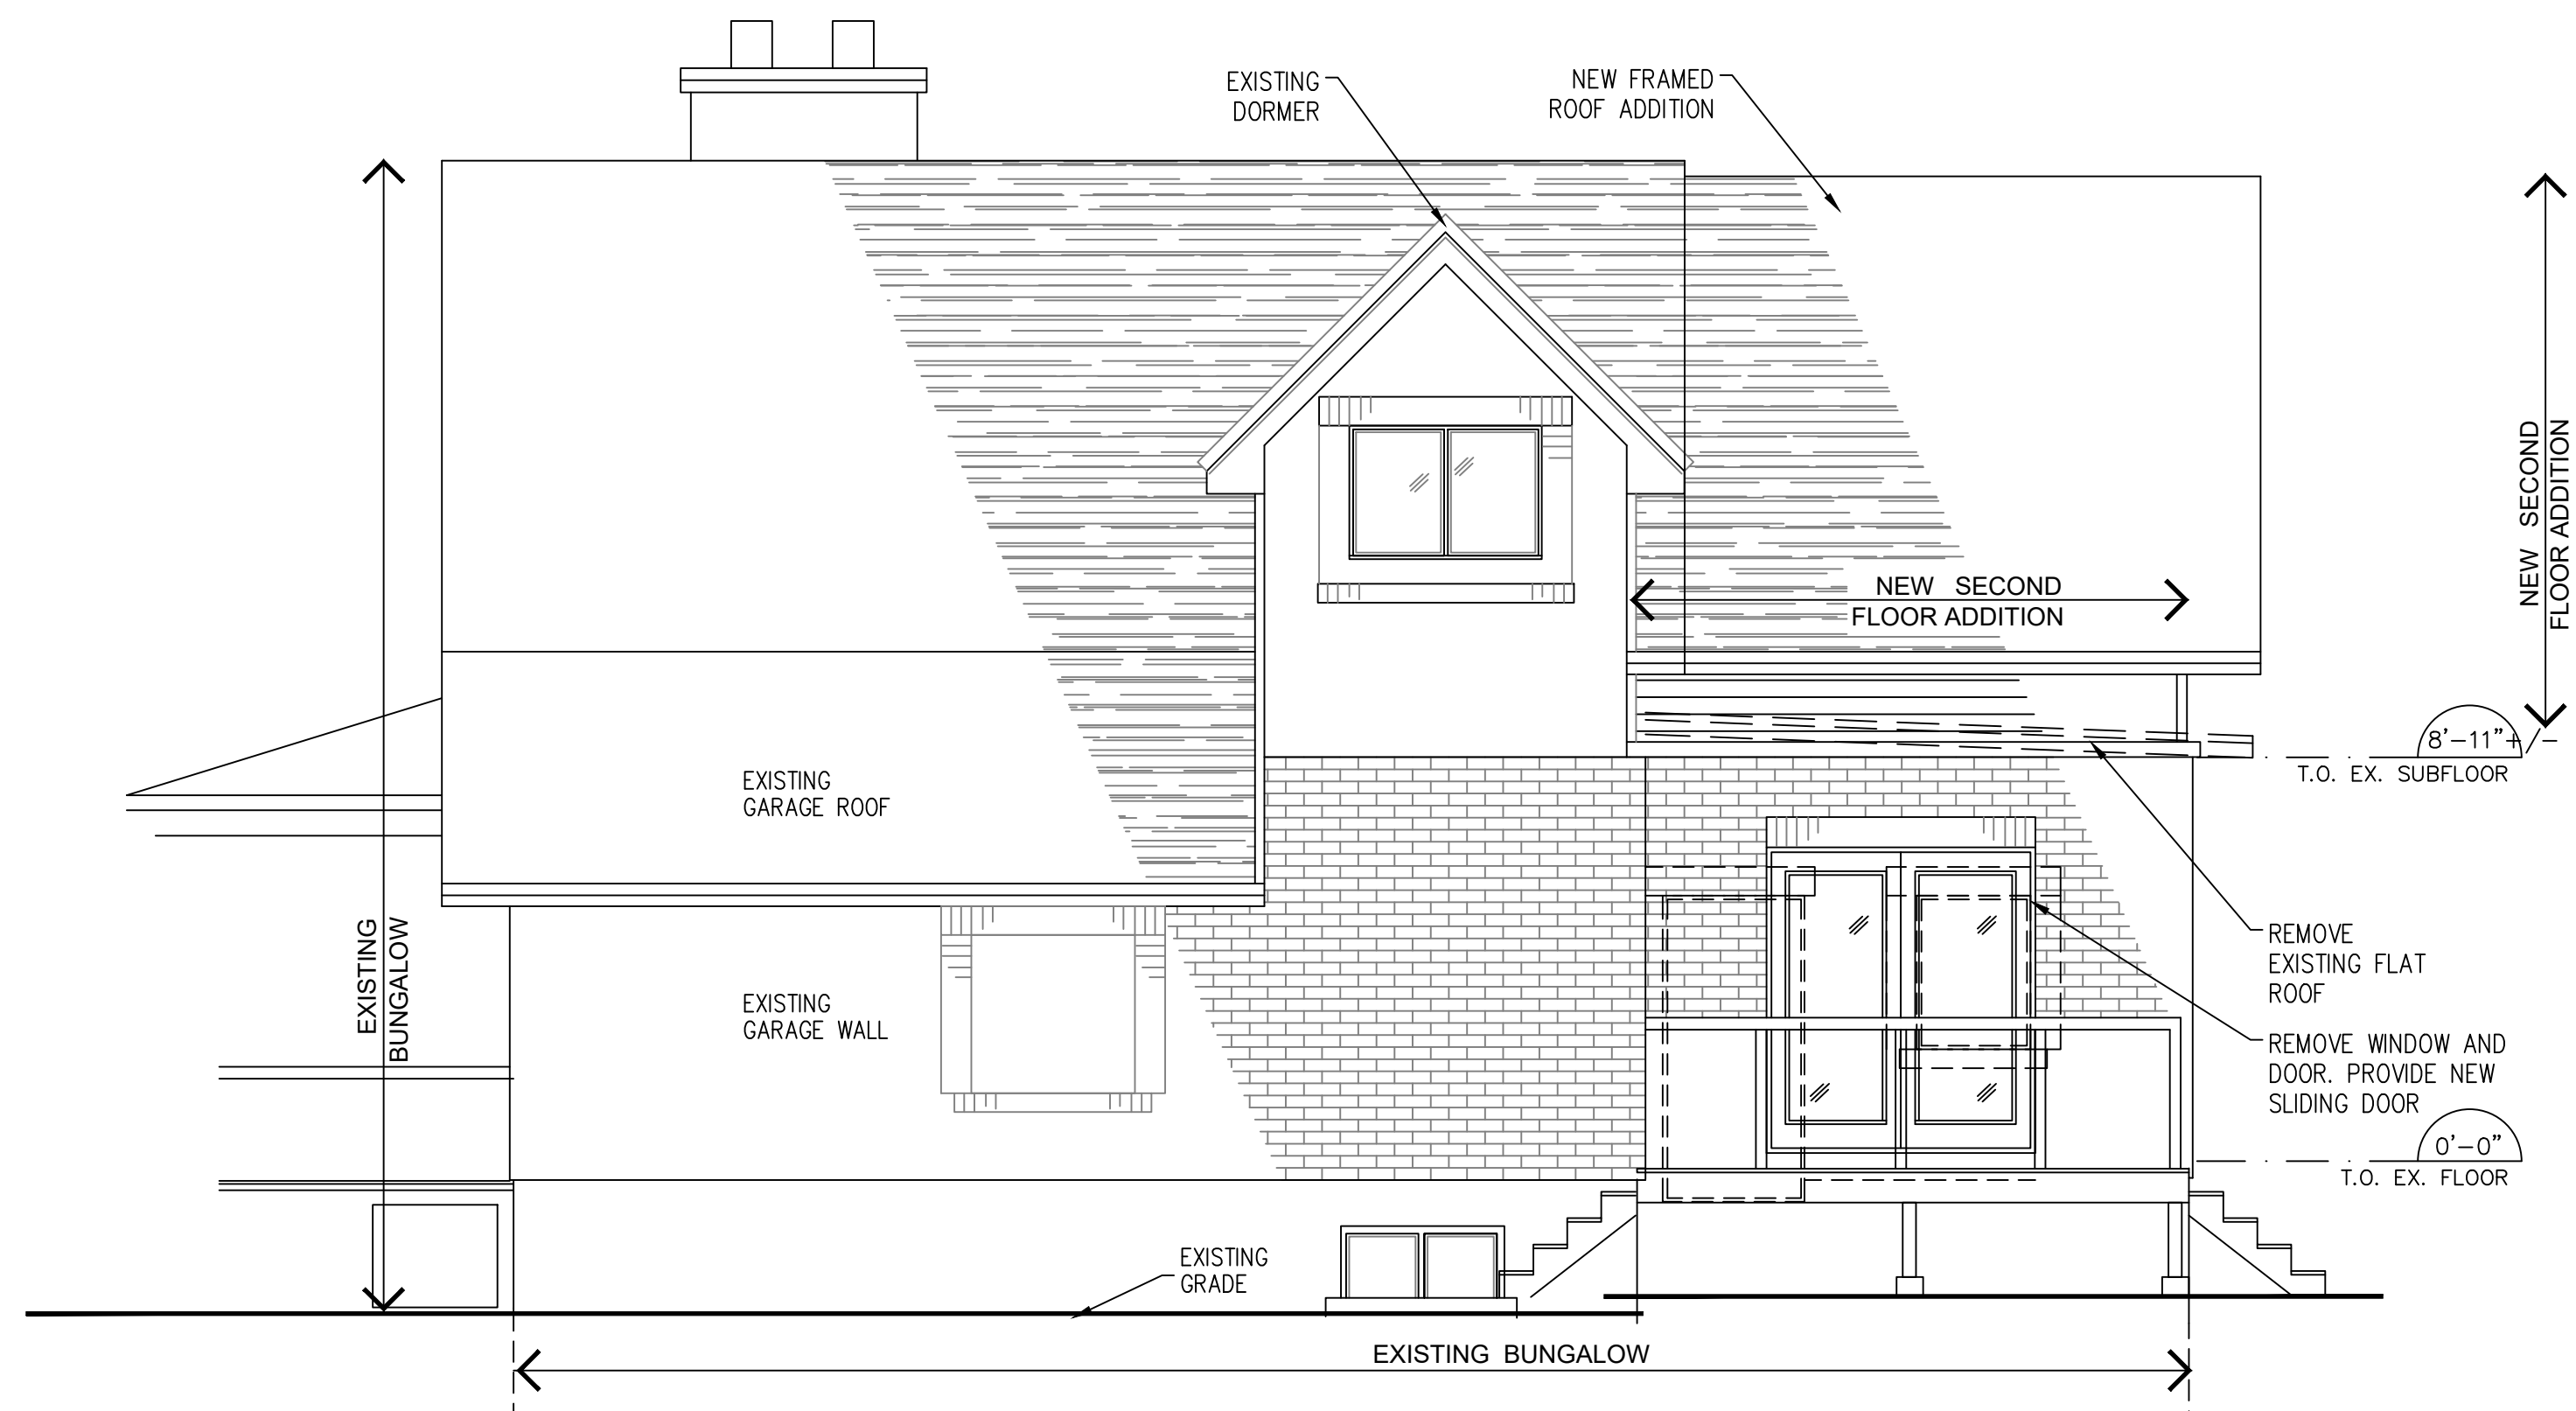 EXISTING
DORMER
NEW FRAMED
ROOF ADDITION
NEW SECOND
FLOOR ADDITION
NEW SECOND
FLOOR ADDITION
8'-11"+/-
T.O. EX. SUBFLOOR
EXISTING
GARAGE ROOF
EXISTING
BUNGALOW
EXISTING
GARAGE WALL
REMOVE
EXISTING FLAT
ROOF
REMOVE WINDOW AND
DOOR. PROVIDE NEW
SLIDING DOOR
0'-0"
T.O. EX. FLOOR
EXISTING
GRADE
EXISTING BUNGALOW